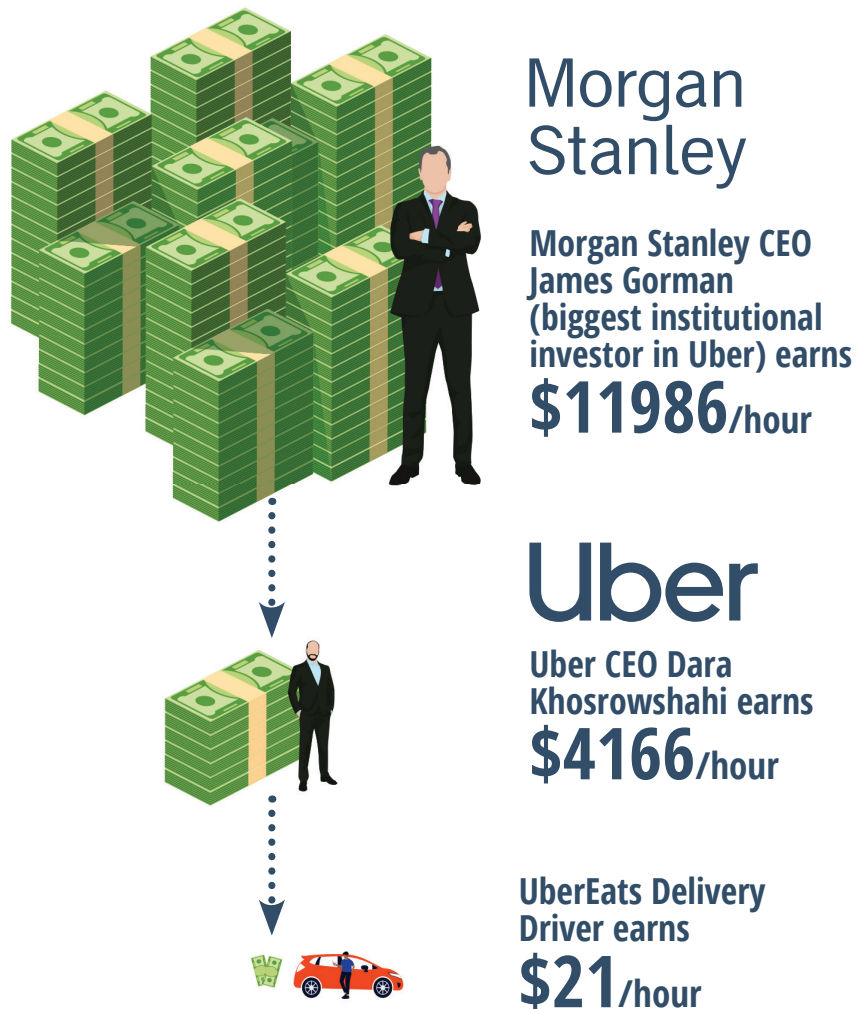 Morgan
Stanley
Morgan Stanley CEO
James Gorman
(biggest institutional
investor in Uber) earns
$11986/hour
Uber
Uber CEO Dara
Khosrowshahi earns
$4166/hour
UberEats Delivery
Driver earns
$21/hour